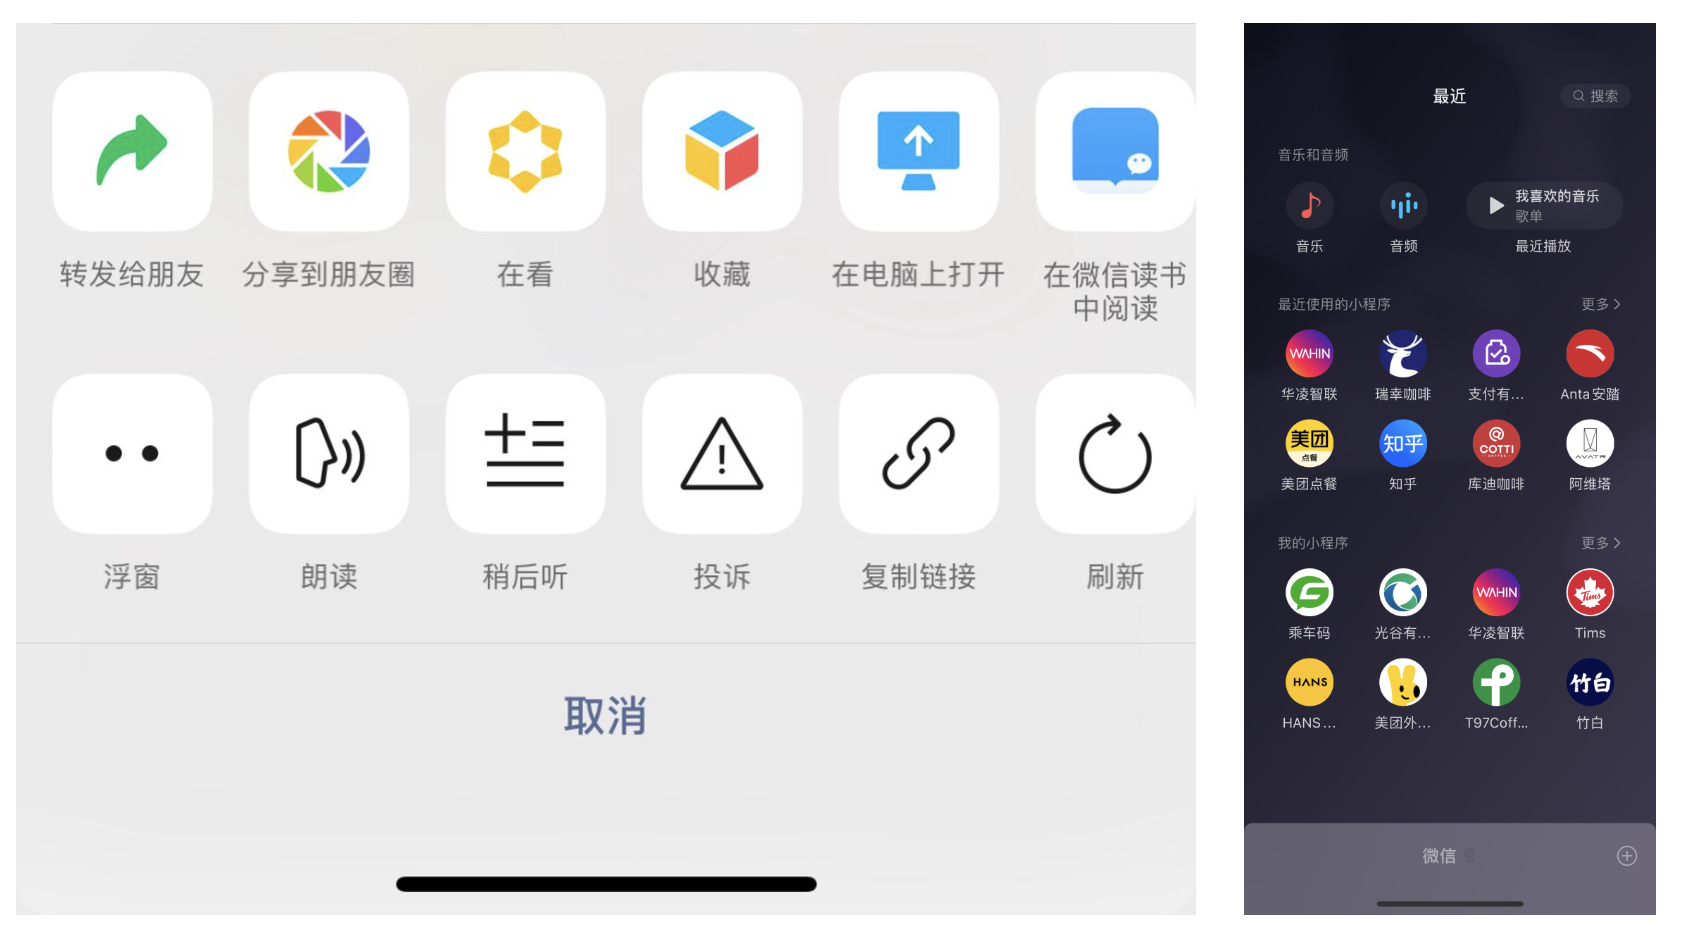 转发给朋友
分享到朋友圈
在看
收藏
在电脑上打开
在微信读书
中阅读
浮窗
朗读
稍后听
投诉
复制链接
刷新
取消
最近
搜索
音乐和音频
我喜欢的音乐
歌单
音乐
音频
最近播放
最近使用的小程序
更多
WAHIN
华凌智联
瑞幸咖啡
支付有...
Anta安踏
美团
点餐
知乎
COTTI
COFFEE
AVATR
美团点餐
知乎
库迪咖啡
阿维塔
我的小程序
更多
WAHIN
Tims
乘车码
光谷有...
华凌智联
Tims
HANS
竹白
HANS...
美团外...
T97Coff...
竹白
微信